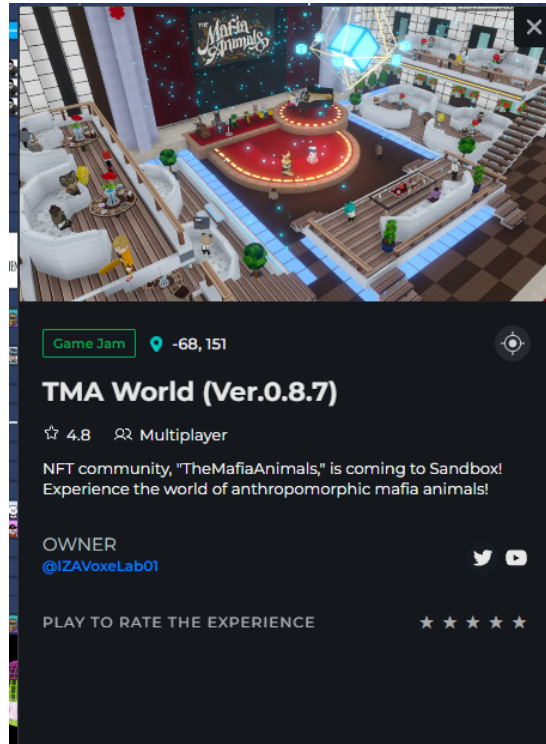 THE
Mafia
Animals
Game Jam
-68, 151
TMA World (Ver.0.8.7)
4.8
Multiplayer
NFT community, "TheMafiaAnimals," is coming to Sandbox!
Experience the world of anthropomorphic mafia animals!
OWNER
@IZAVoxeLab01
PLAY TO RATE THE EXPERIENCE